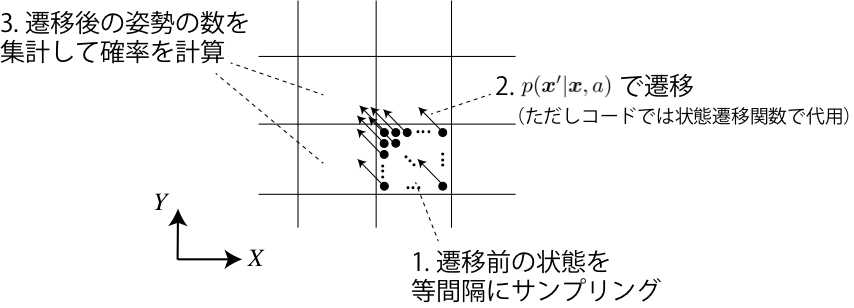 3. 遷移後の姿勢の数を
集計して確率を計算
2. p(x′|x, a) で遷移
（ただしコードでは状態遷移関数で代用）
Y
X
1. 遷移前の状態を
等間隔にサンプリング